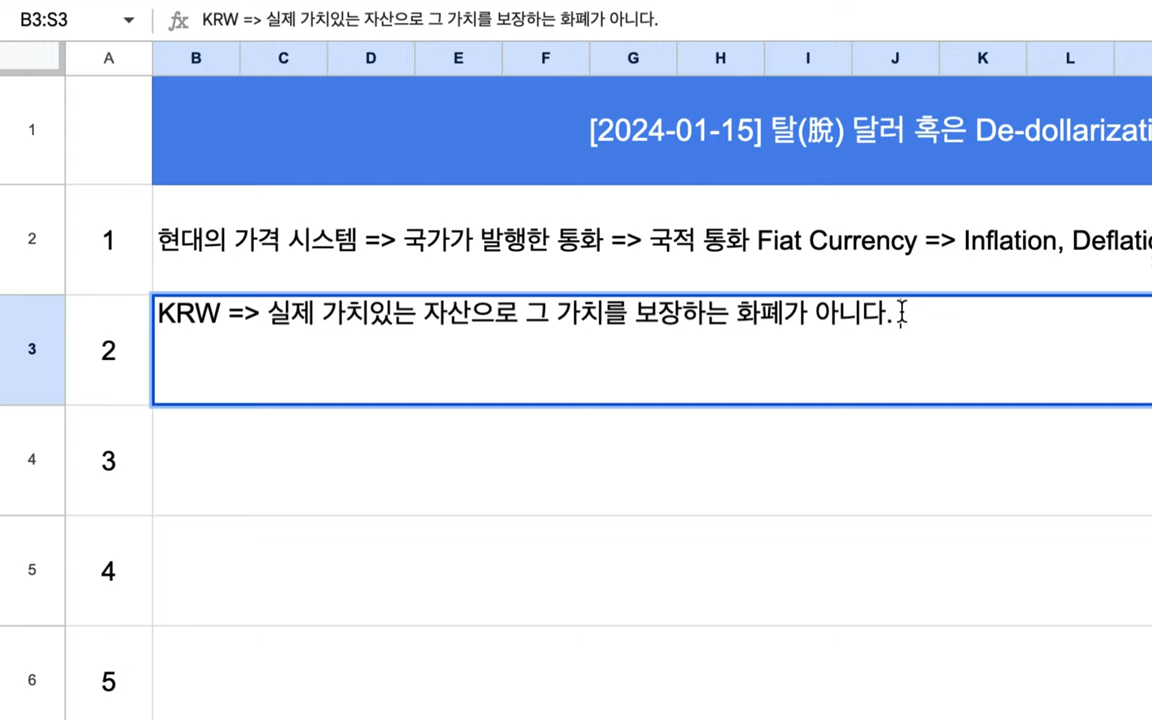 B3:S3 fx KRW => 실제 가치있는 자산으로 그 가치를 보장하는 화폐가 아니다.
A B C D E F G H I J K L
1 [2024-01-15] 탈(脫) 달러 혹은 De-dollarizati
2 1 현대의 가격 시스템 => 국가가 발행한 통화 => 국적 통화 Fiat Currency => Inflation, Deflati
3 2 KRW => 실제 가치있는 자산으로 그 가치를 보장하는 화폐가 아니다.
4 3
5 4
6 5